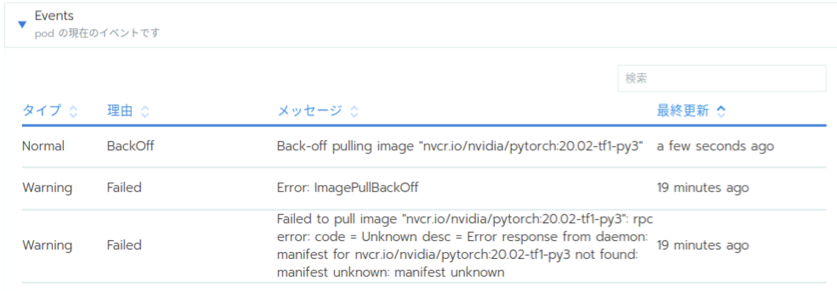 Events
pod の現在のイベントです
検索
タイプ 理由 メッセージ 最終更新
Normal BackOff Back-off pulling image "nvcr.io/nvidia/pytorch:20.02-tf1-py3" a few seconds ago
Warning Failed Error: ImagePullBackOff 19 minutes ago
Warning Failed Failed to pull image "nvcr.io/nvidia/pytorch:20.02-tf1-py3": rpc
error: code = Unknown desc = Error response from daemon:
manifest for nvcr.io/nvidia/pytorch:20.02-tf1-py3 not found:
manifest unknown: manifest unknown
19 minutes ago